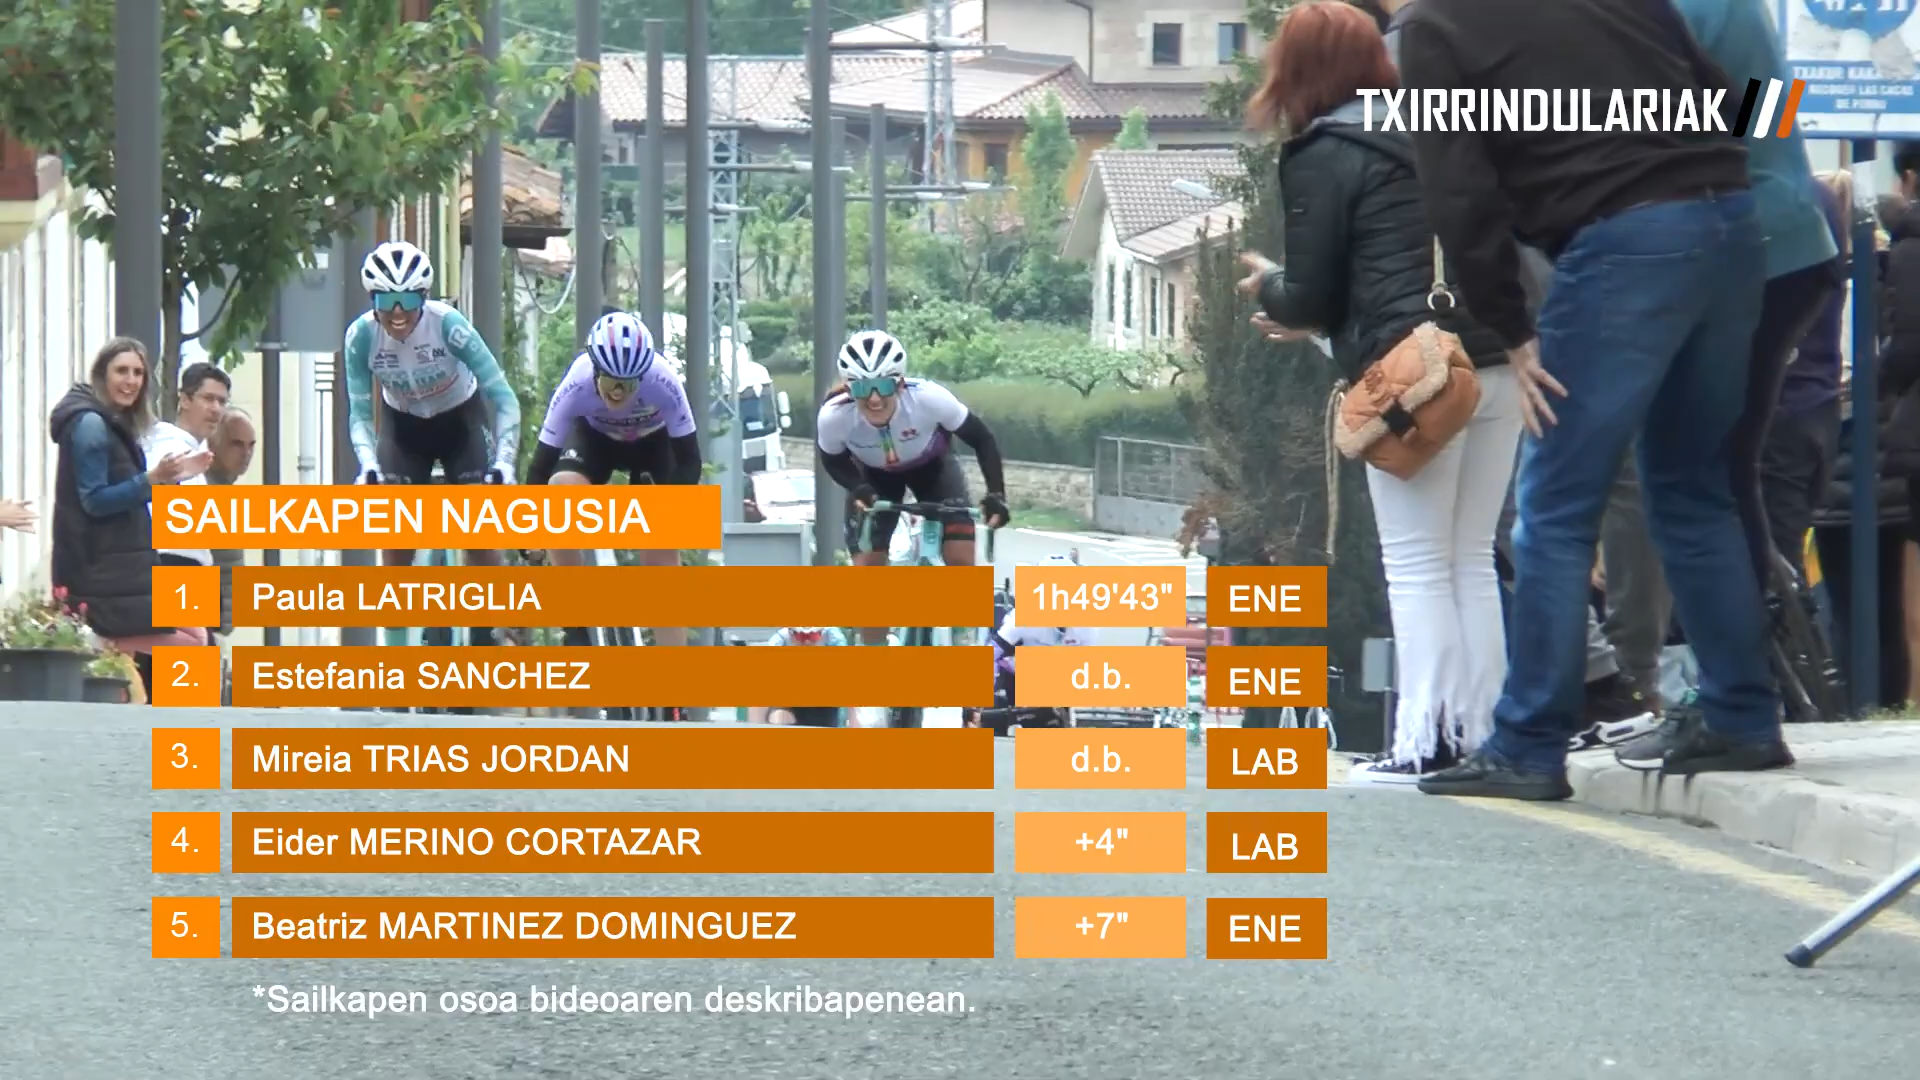 TXIRRINDULARIAK
SAILKAPEN NAGUSIA
1. Paula LATRIGLIA 1h49'43" ENE
2. Estefania SANCHEZ d.b. ENE
3. Mireia TRIAS JORDAN d.b. LAB
4. Eider MERINO CORTAZAR +4" LAB
5. Beatriz MARTINEZ DOMINGUEZ +7" ENE
*Sailkapen osoa bideoaren deskribapenean.